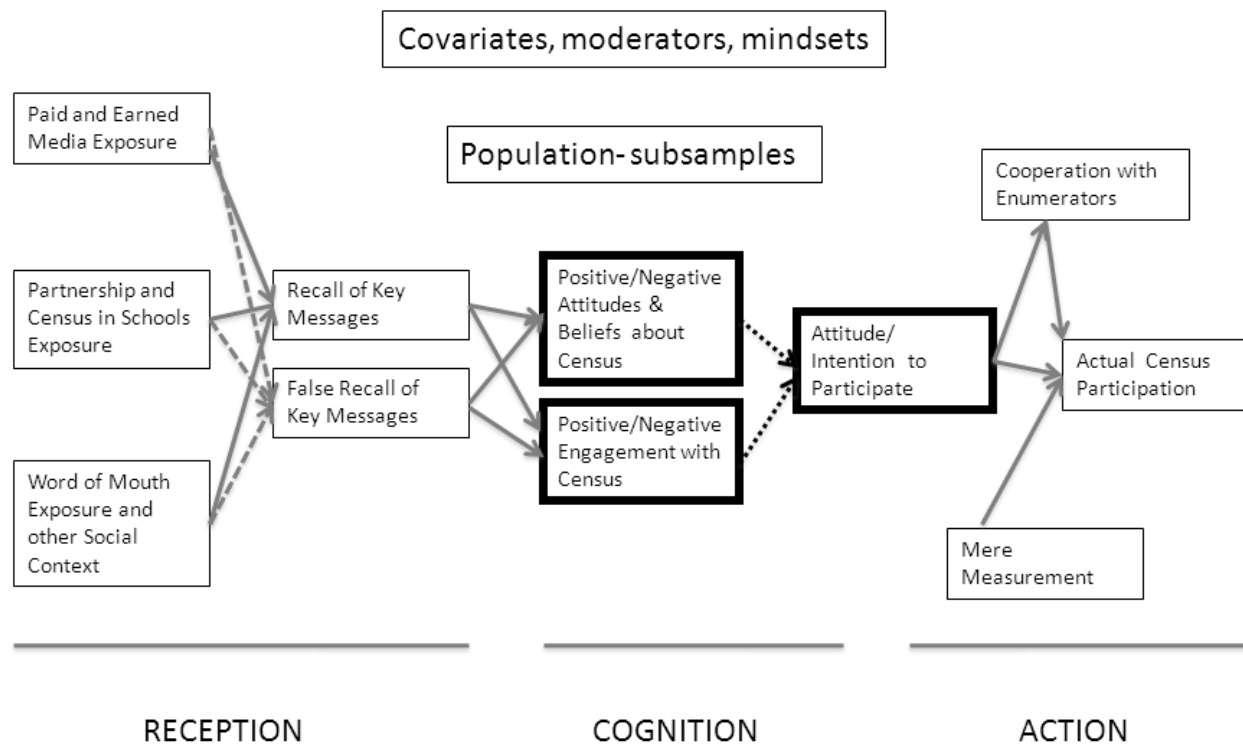 Covariates, moderators, mindsets
Population-subsamples
Paid and Earned
Media Exposure
Partnership and
Census in Schools
Exposure
Word of Mouth
Exposure and
other Social
Context
Recall of Key
Messages
False Recall of
Key Messages
Positive/Negative
Attitudes &
Beliefs about
Census
Positive/Negative
Engagement with
Census
Attitude/
Intention to
Participate
Cooperation with
Enumerators
Actual Census
Participation
Mere
Measurement
RECEPTION
COGNITION
ACTION